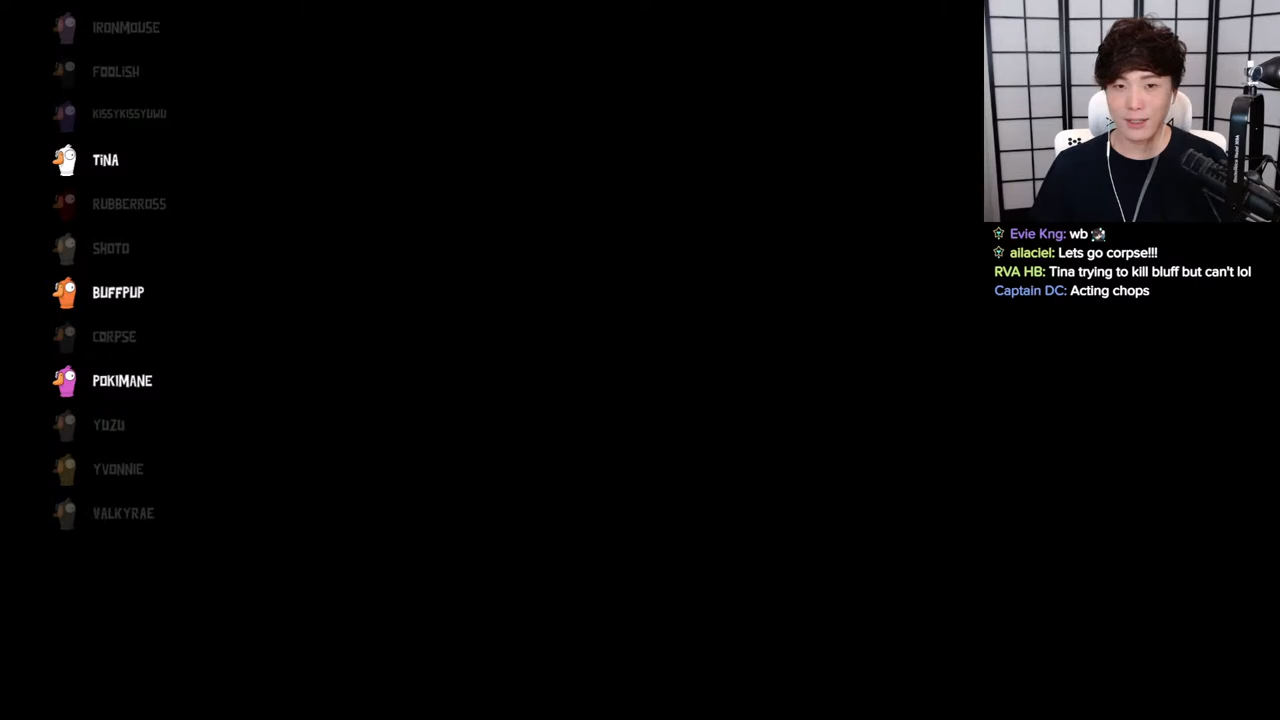 IRONMOUSE
FOOLISH
KISSYKISSYUWU
TINA
RUBBERROSS
SHOTO
BUFFPUP
CORPSE
POKIMANE
YUZU
YVONNIE
VALKYRAE
Evie Kng: wb
ailaciel: Lets go corpse!!!
RVA HB: Tina trying to kill bluff but can't lol
Captain DC: Acting chops